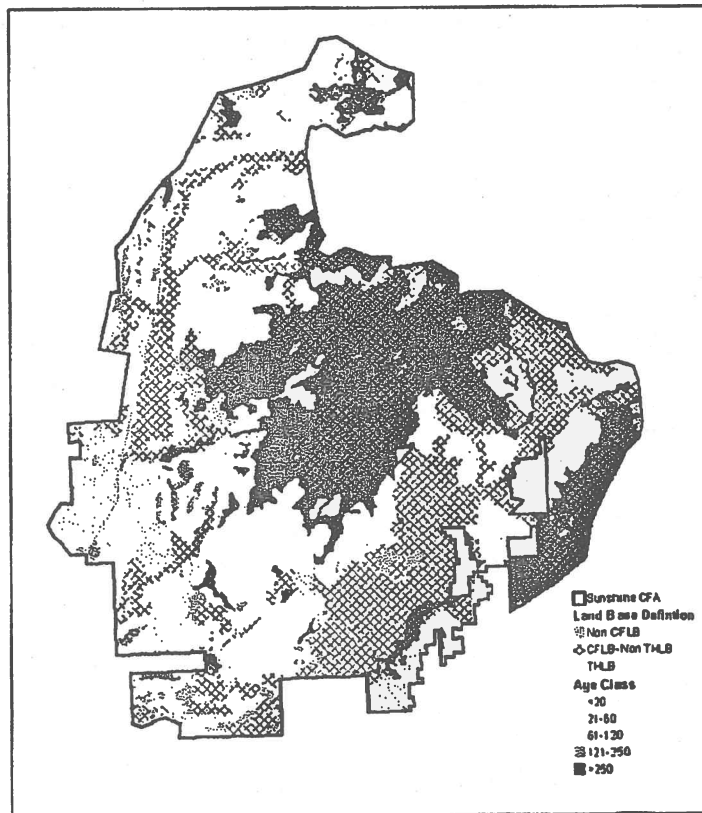 Sunshine CFA
Land Base Definition
Non CFLB
CFLB-Non THLB
THLB
Age Class
<20
21-60
61-120
121-250
>250